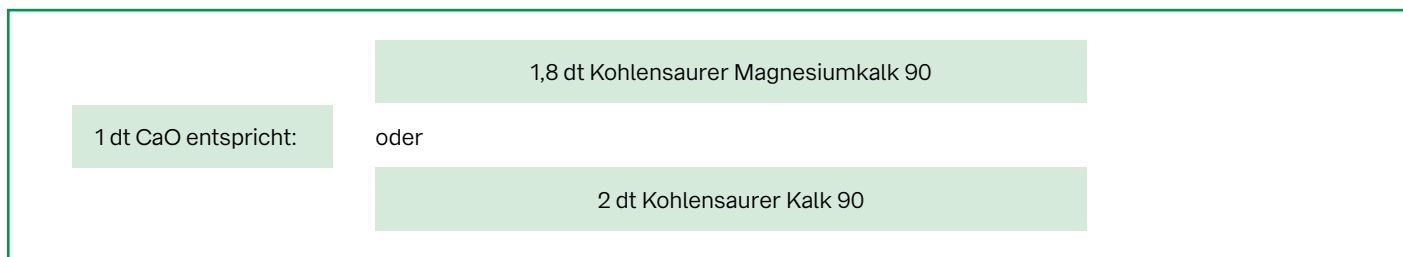 1,8 dt Kohlensaurer Magnesiumkalk 90
1 dt CaO entspricht:
oder
2 dt Kohlensaurer Kalk 90